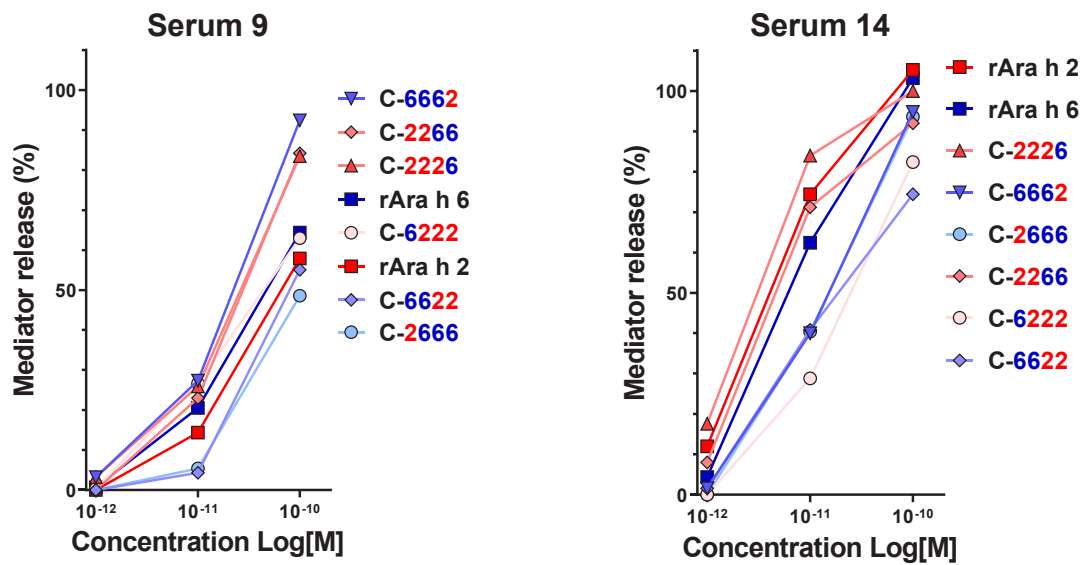 Serum 9
Mediator release (%)
100
50
0
10-12
10-11
10-10
Concentration Log[M]
C-6662
C-2266
C-2226
rAra h 6
C-6222
rAra h 2
C-6622
C-2666
Serum 14
Mediator release (%)
100
50
0
10-12
10-11
10-10
Concentration Log[M]
rAra h 2
rAra h 6
C-2226
C-6662
C-2666
C-2266
C-6222
C-6622